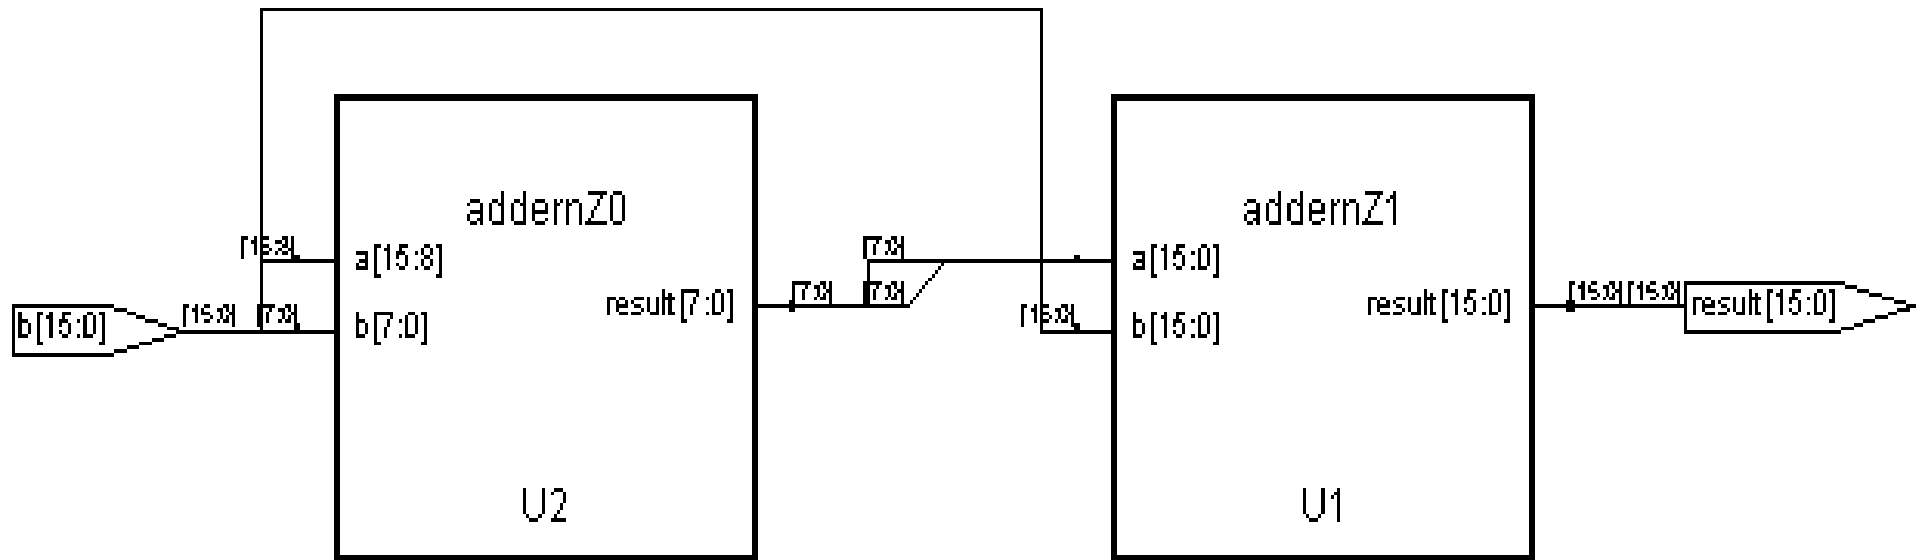 addernZ0
addernZ1
[15:8]
a[15:8]
[7:0]
a[15:0]
b[15:0]
[15:0]
[7:0]
b[7:0]
result[7:0]
[7:0]
[7:0]
[15:0]
b[15:0]
result[15:0]
[15:0]
[15:0]
result[15:0]
U2
U1